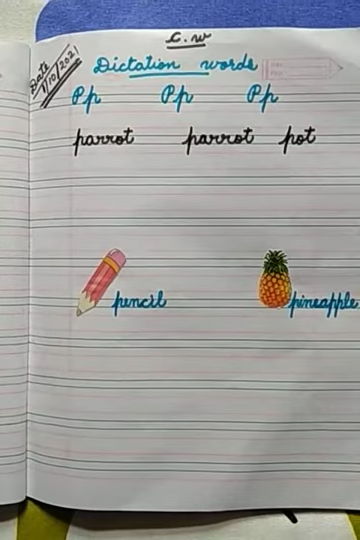 C.W
Date
1/10/2021
Dictation words
Pp Pp Pp
parrot parrot pot
pencil pineapple